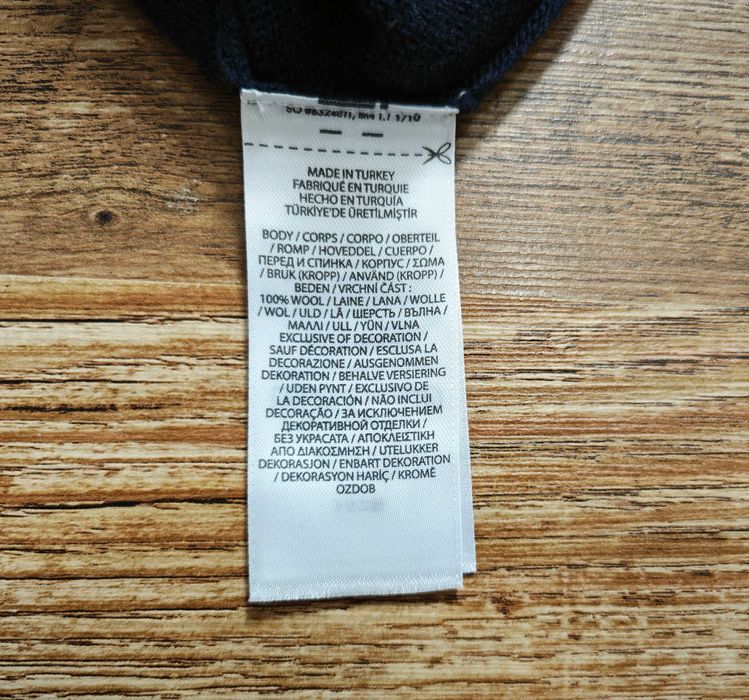 MADE IN TURKEY
FABRIQUÉ EN TURQUIE
HECHO EN TURQUÍA
TÜRKİYE'DE ÜRETİLMİŞTİR
BODY / CORPS / CORPO / OBERTEIL
/ ROMP / HOVEDDEL / CUERPO /
ПЕРЕД И СПИНКА / КОРПУС / ΣΩΜΑ
/ BRUK (KROPP) / ANVÄND (KROPP) /
BEDEN / VRCHNÍ ČÁST :
100% WOOL / LAINE / LANA / WOLLE
/ WOL / ULD / LÃ / ШЕРСТЬ / ВЪЛНА /
ΜΑΛΛΙ / ULL / YÜN / VLNA
EXCLUSIVE OF DECORATION /
SAUF DÉCORATION / ESCLUSA LA
DECORAZIONE / AUSGENOMMEN
DEKORATION / BEHALVE VERSIERING
/ UDEN PYNT / EXCLUSIVO DE
LA DECORACIÓN / NÃO INCLUI
DECORAÇÃO / ЗА ИСКЛЮЧЕНИЕМ
ДЕКОРАТИВНОЙ ОТДЕЛКИ /
БЕЗ УКРАСАТА / ΑΠΟΚΛΕΙΣΤΙΚΗ
ΑΠΟ ΔΙΑΚΟΣΜΗΣΗ / UTELUKKER
DEKORASJON / ENBART DEKORATION
/ DEKORASYON HARİÇ / KROMĚ
OZDOB